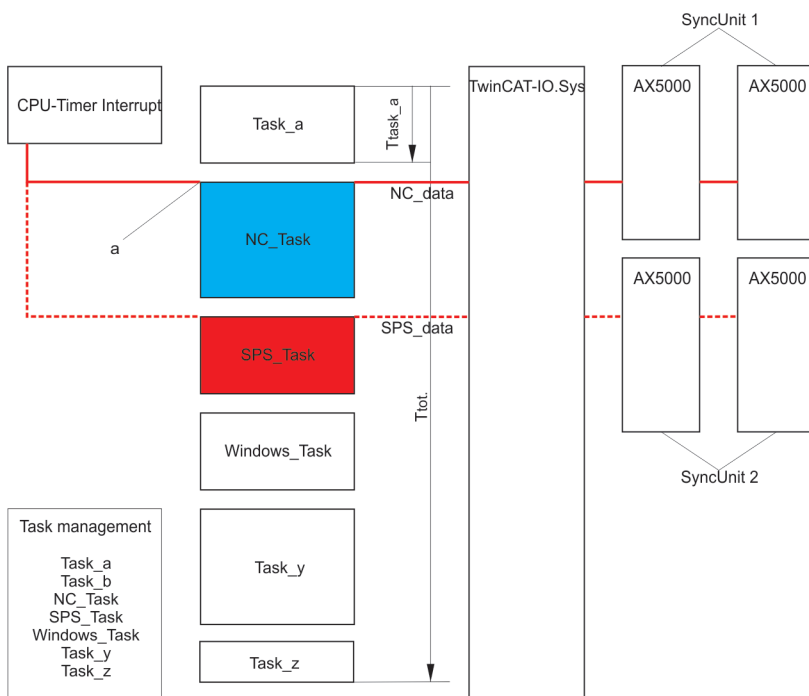 SyncUnit 1
CPU-Timer Interrupt
Task_a
Ttask_a
TwinCAT-IO.Sys
AX5000
AX5000
NC_data
a
NC_Task
AX5000
AX5000
SPS_data
SPS_Task
Ttot.
Windows_Task
SyncUnit 2
Task management
Task_a
Task_b
NC_Task
SPS_Task
Windows_Task
Task_y
Task_z
Task_y
Task_z